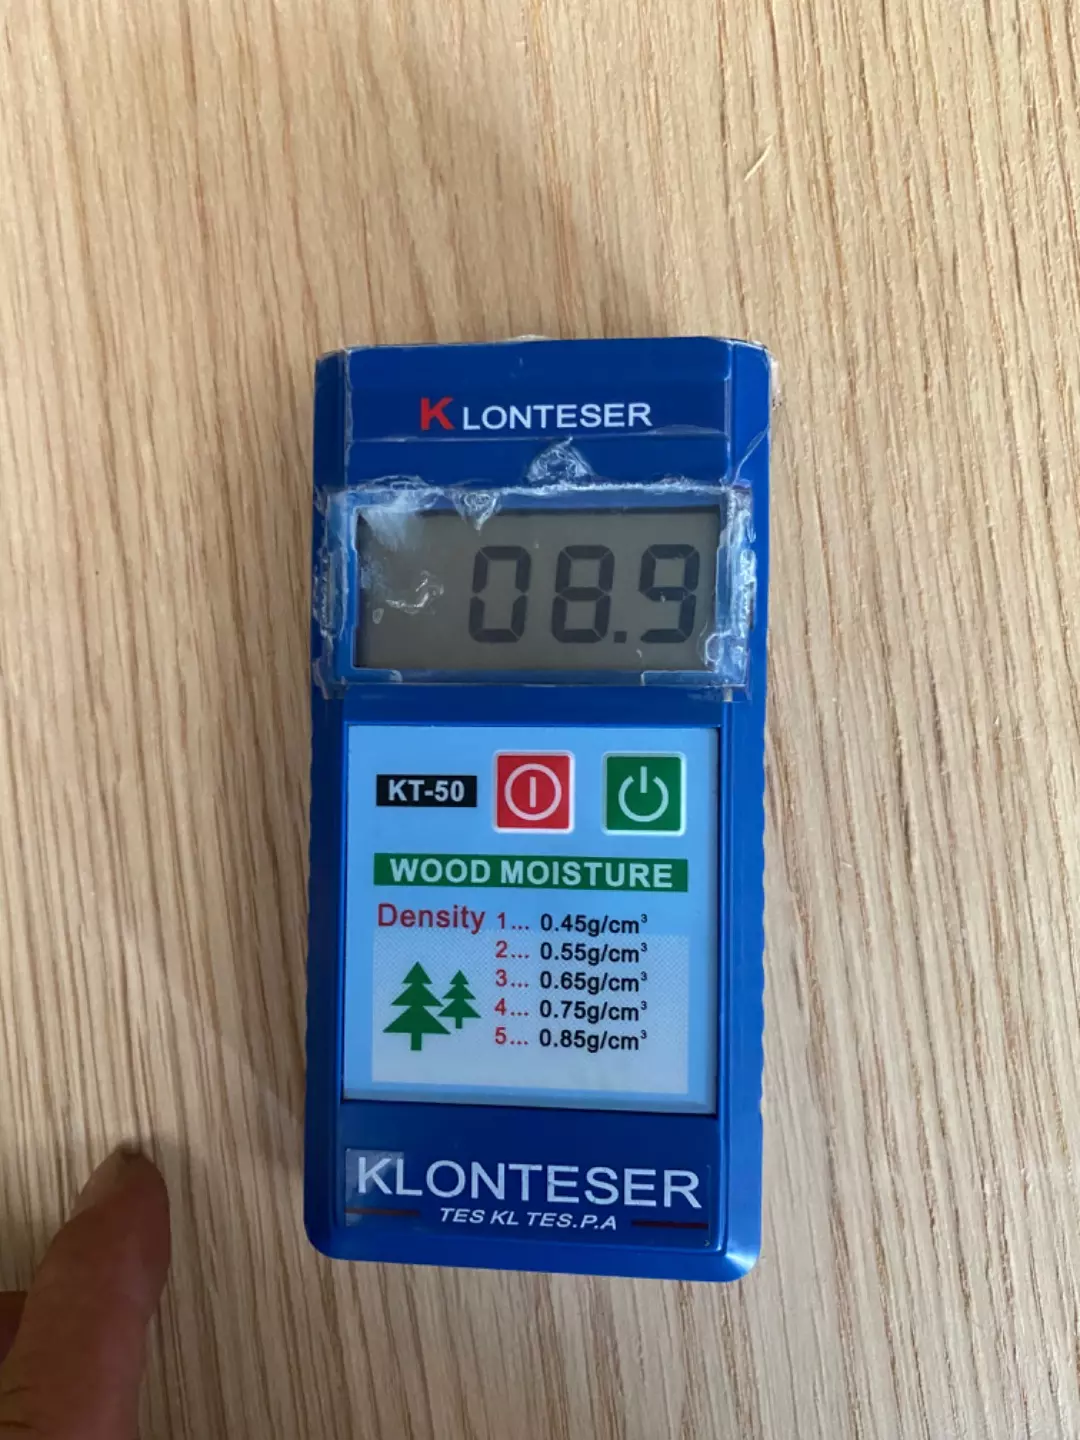 KLONTESER
08.9
KT-50
WOOD MOISTURE
Density 1... 0.45g/cm³
2... 0.55g/cm³
3... 0.65g/cm³
4... 0.75g/cm³
5... 0.85g/cm³
KLONTESER
TES KL TES.P.A